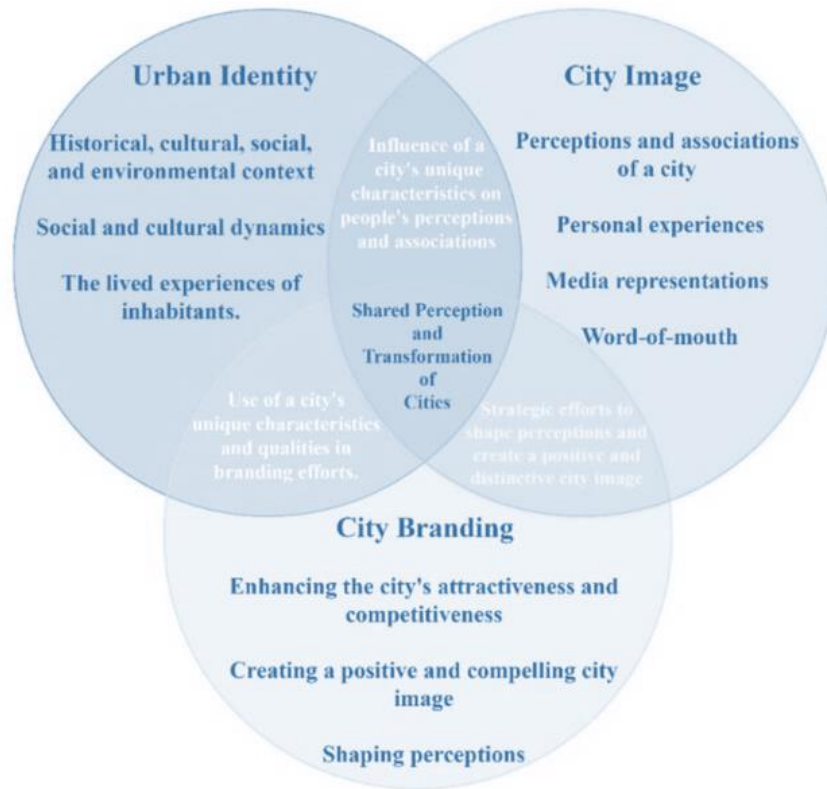 Urban Identity
Historical, cultural, social,
and environmental context
Social and cultural dynamics
The lived experiences of
inhabitants.
Influence of a
city's unique
characteristics on
people's perceptions
and associations
City Image
Perceptions and associations
of a city
Personal experiences
Media representations
Word-of-mouth
Shared Perception
and
Transformation
of
Cities
Use of a city's
unique characteristics
and qualities in
branding efforts.
Strategic efforts to
shape perceptions and
create a positive and
distinctive city image
City Branding
Enhancing the city's attractiveness and
competitiveness
Creating a positive and compelling city
image
Shaping perceptions